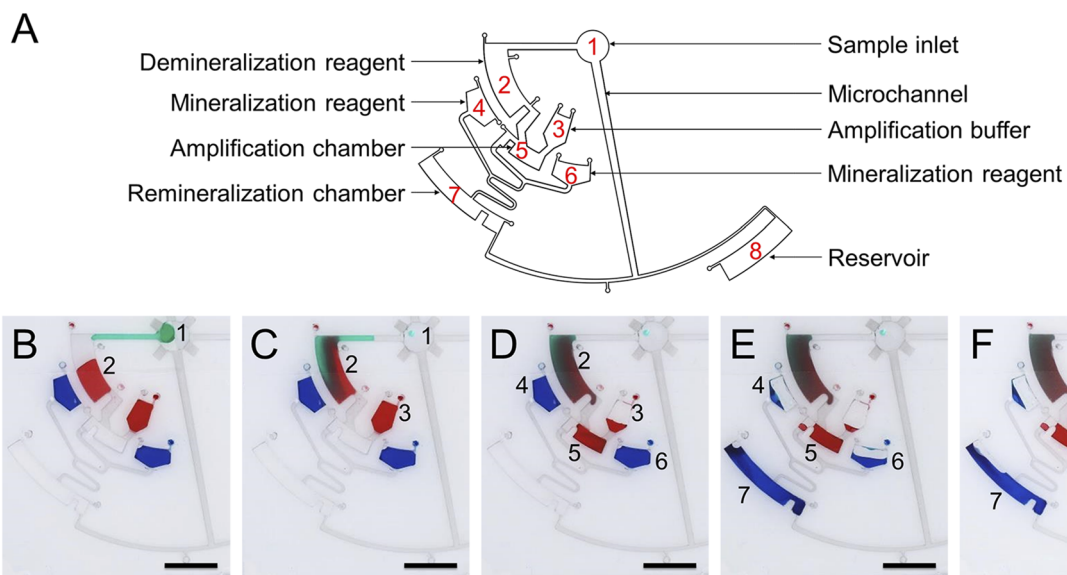 A
Demineralization reagent
Mineralization reagent
Amplification chamber
Remineralization chamber
1
2
3
4
5
6
7
8
Sample inlet
Microchannel
Amplification buffer
Mineralization reagent
Reservoir
B
1
2
C
1
2
3
D
2
4
3
5
6
E
4
5
6
7
F
7